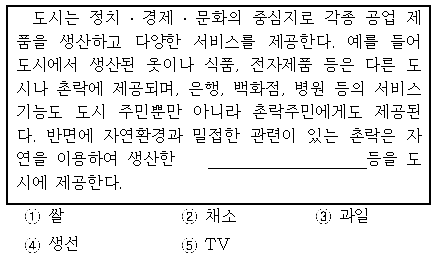 도시는 정치·경제·문화의 중심지로 각종 공업 제
품을 생산하고 다양한 서비스를 제공한다. 예를 들어
도시에서 생산된 옷이나 식품, 전자제품 등은 다른 도
시나 촌락에 제공되며, 은행, 백화점, 병원 등의 서비스
기능도 도시 주민뿐만 아니라 촌락주민에게도 제공된
다. 반면에 자연환경과 밀접한 관련이 있는 촌락은 자
연을 이용하여 생산한 ____________________등을 도
시에 제공한다.
① 쌀 ② 채소 ③ 과일
④ 생선 ⑤ TV